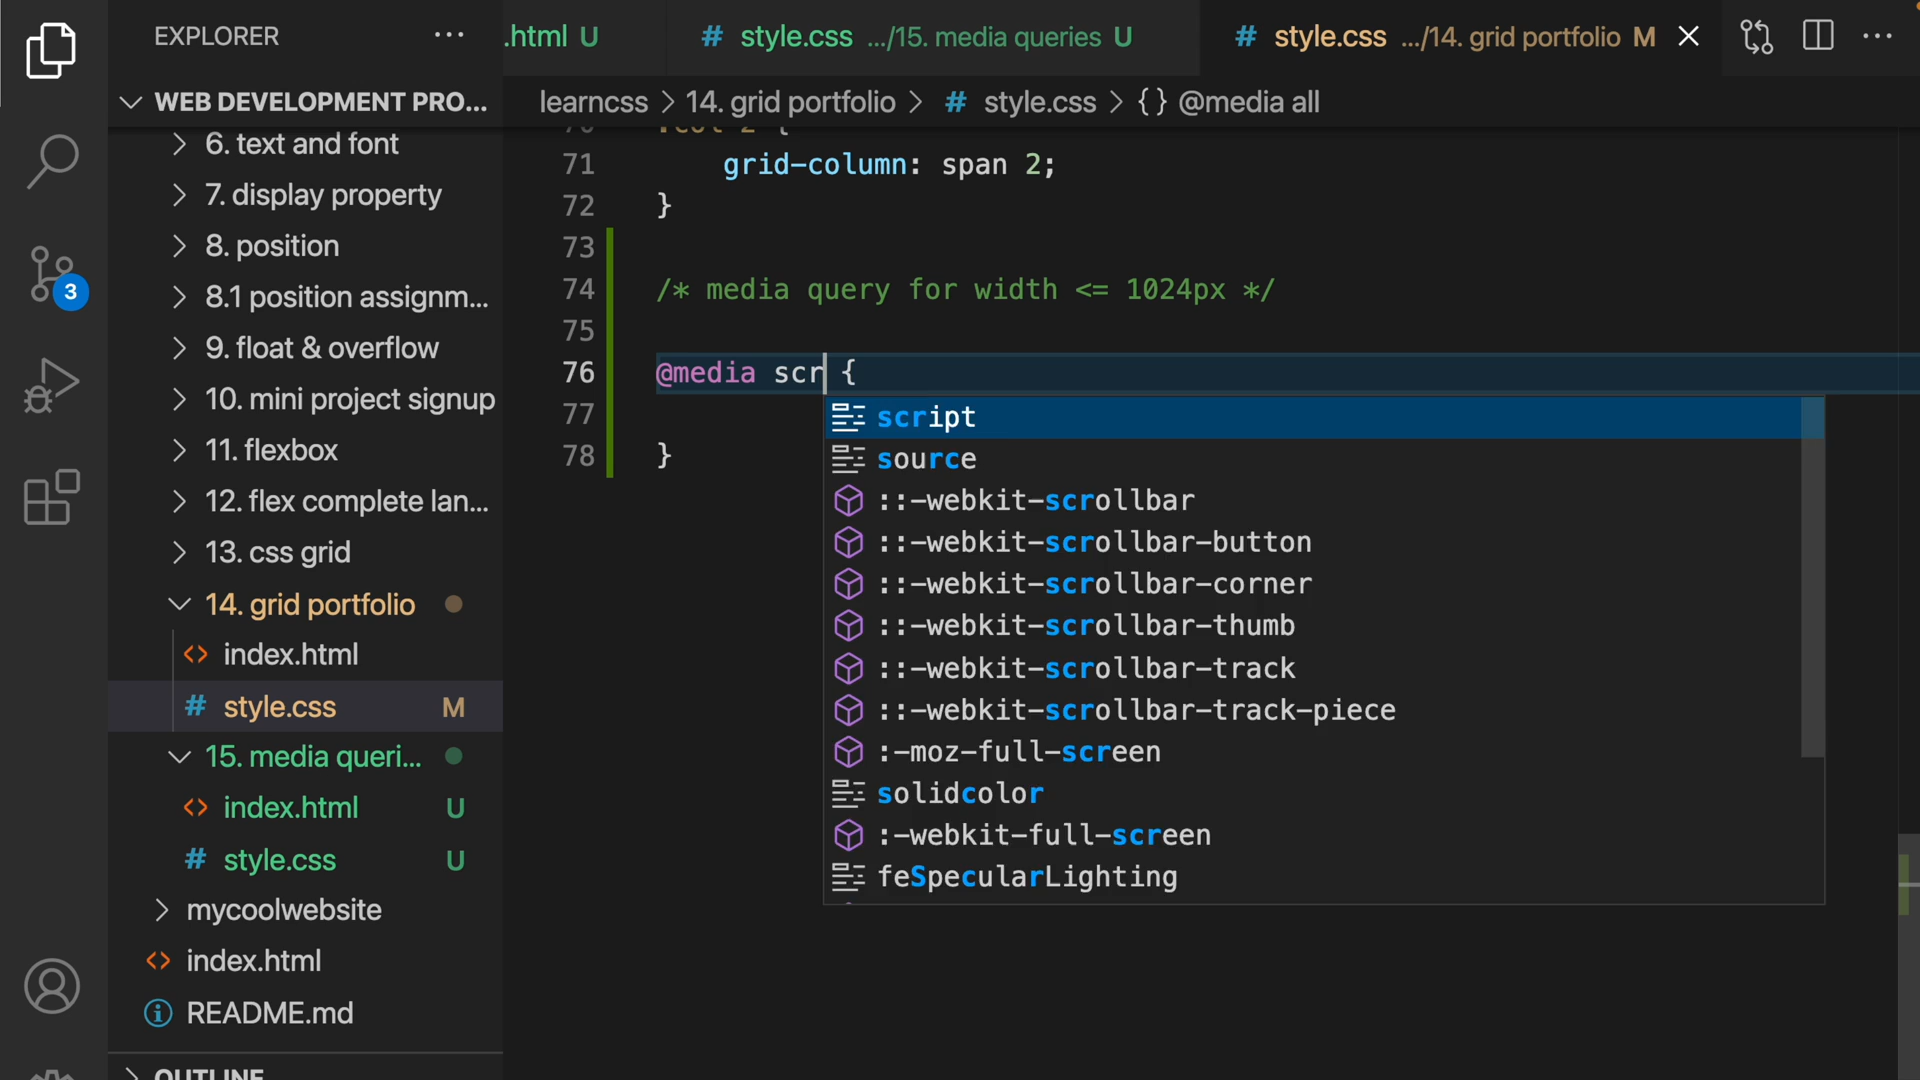 EXPLORER ...
.html U
# style.css .../15. media queries U
# style.css .../14. grid portfolio M
WEB DEVELOPMENT PRO...
learncss > 14. grid portfolio > # style.css > {} @media all
6. text and font
7. display property
8. position
8.1 position assignm...
9. float & overflow
10. mini project signup
11. flexbox
12. flex complete lan...
13. css grid
14. grid portfolio
<> index.html
# style.css M
15. media queri...
<> index.html U
# style.css U
mycoolwebsite
<> index.html
README.md
OUTLINE
3
70 .col-2 {
71 grid-column: span 2;
72 }
73
74 /* media query for width <= 1024px */
75
76 @media scr {
77
78 }
script
source
::-webkit-scrollbar
::-webkit-scrollbar-button
::-webkit-scrollbar-corner
::-webkit-scrollbar-thumb
::-webkit-scrollbar-track
::-webkit-scrollbar-track-piece
:-moz-full-screen
solidcolor
:-webkit-full-screen
feSpecularLighting